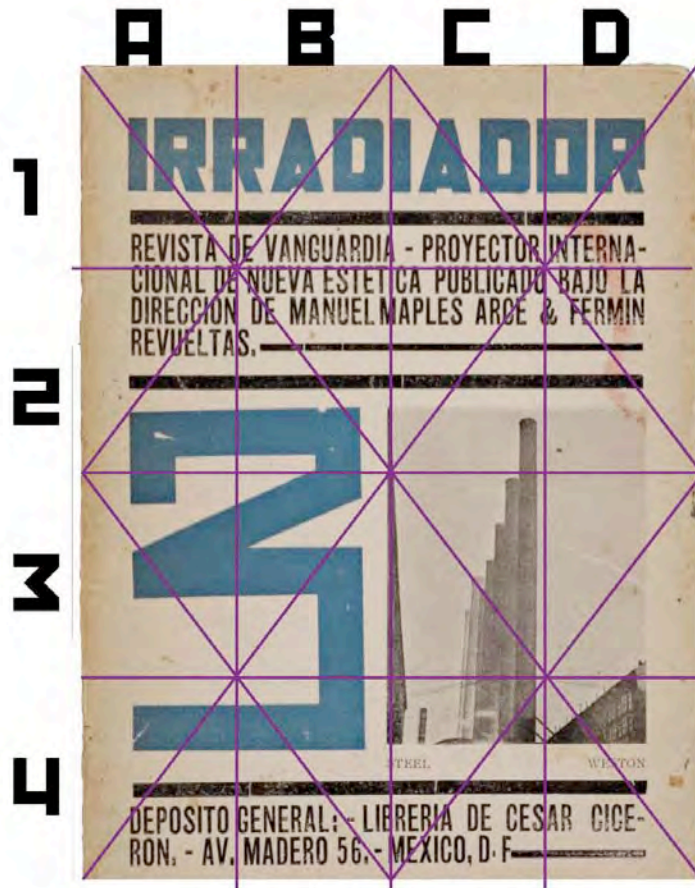 A B C D
1
IRRADIADOR
REVISTA DE VANGUARDIA - PROYECTOR INTERNA-
CIONAL DE NUEVA ESTETICA PUBLICADO BAJO LA
DIRECCION DE MANUEL MAPLES ARCE & FERMIN
REVUELTAS.
2
3
3
STEEL WESTON
4
DEPOSITO GENERAL: - LIBRERIA DE CESAR CICE-
RON. - AV. MADERO 56. - MEXICO, D. F